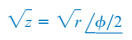 √z = √r /ϕ/2